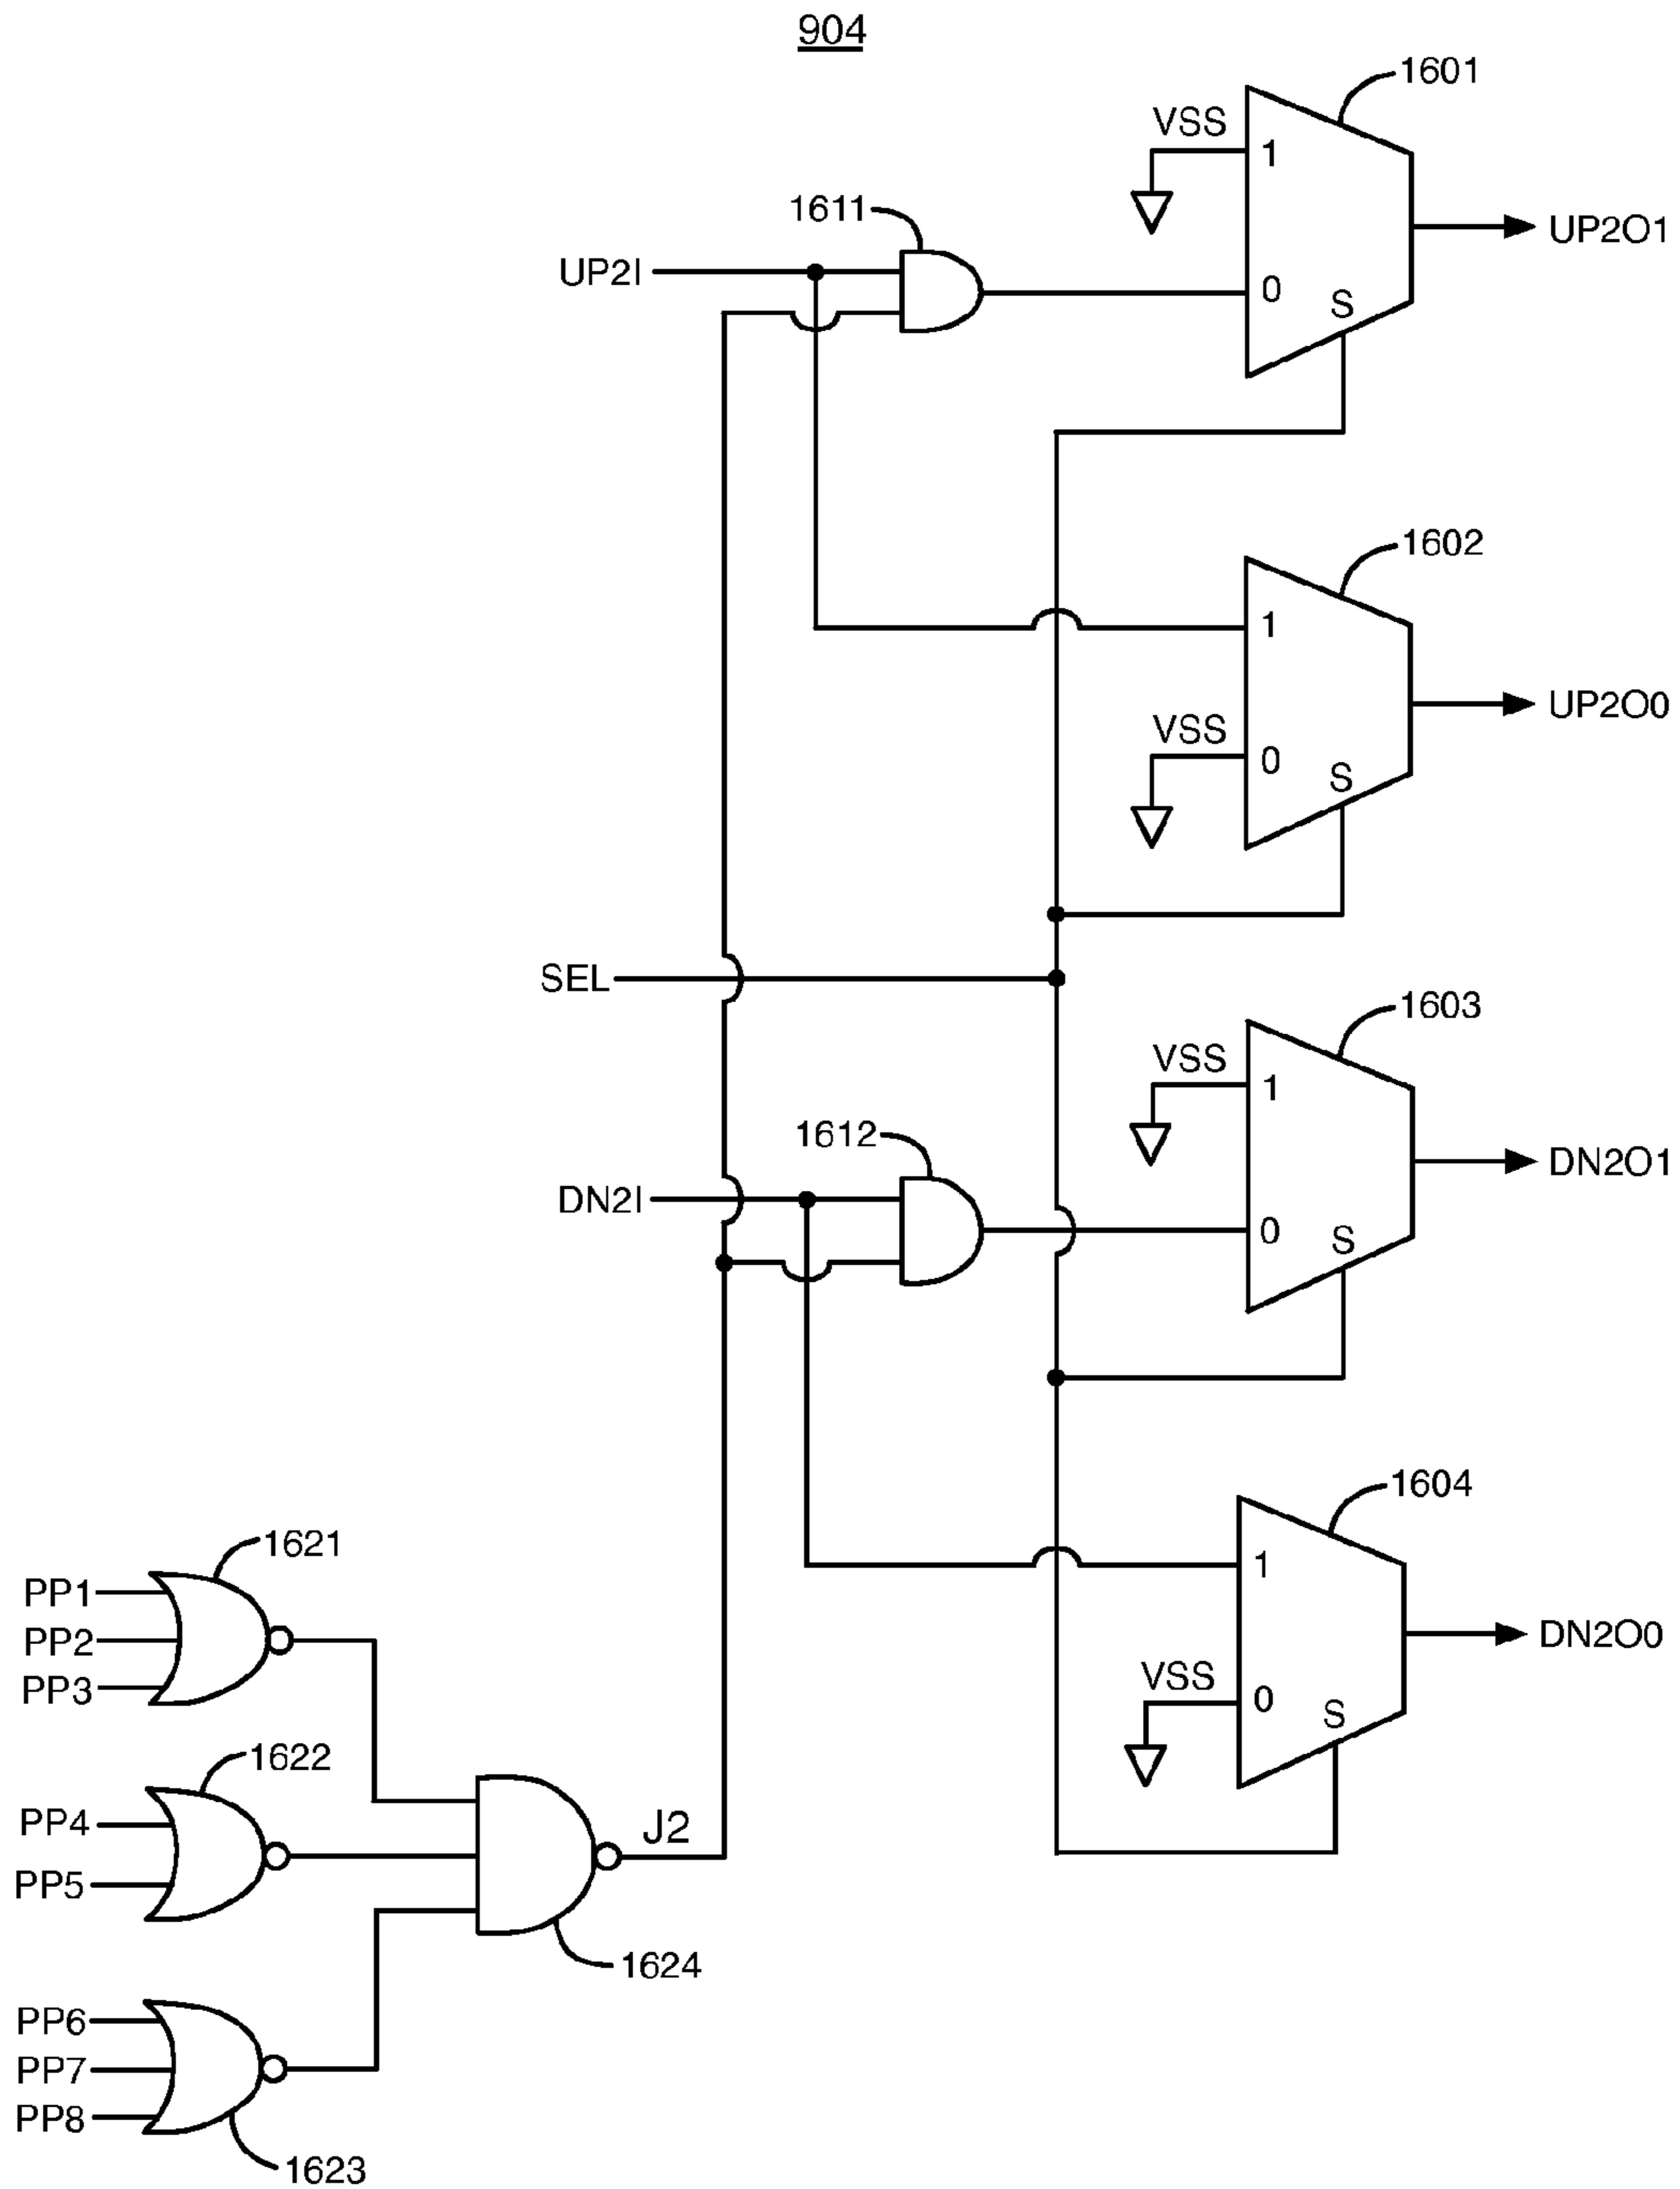 904
1601
VSS
1
1611
UP2I
UP2O1
0
S
1602
1
UP2O0
VSS
0
S
SEL
1603
VSS
1
1612
DN2I
DN2O1
0
S
1604
1621
1
PP1
PP2
PP3
DN2O0
VSS
0
S
1622
PP4
PP5
J2
1624
PP6
PP7
PP8
1623